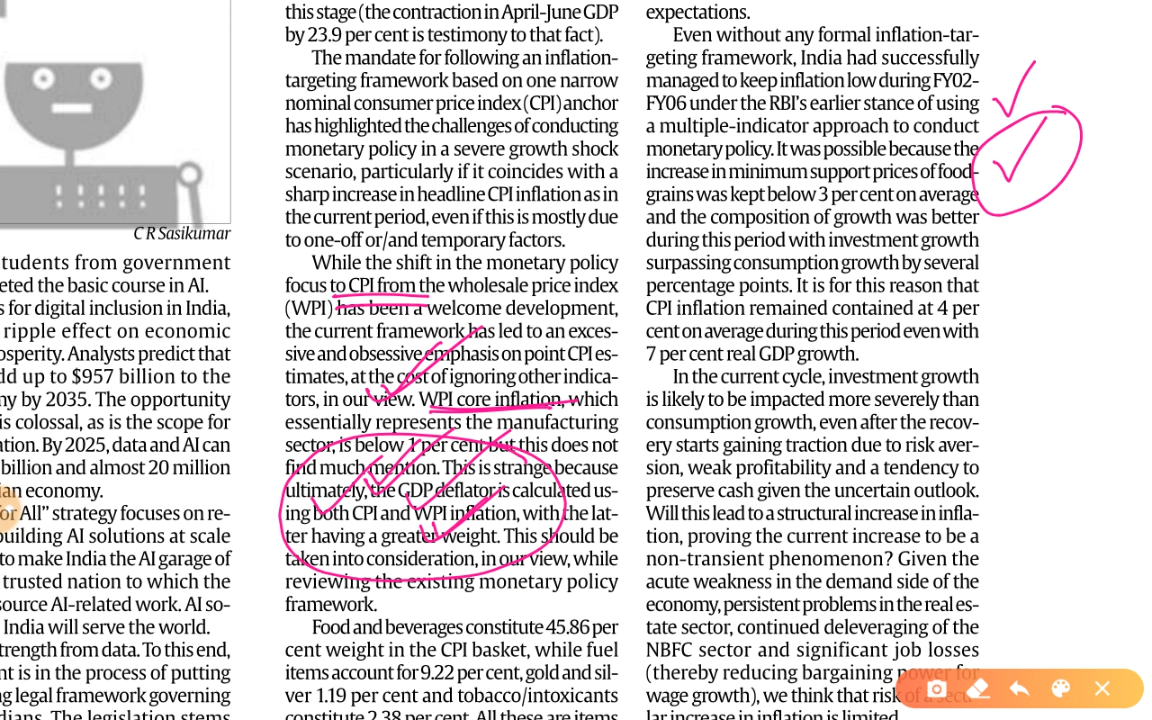 C R Sasikumar
tudents from government
eted the basic course in AI.
s for digital inclusion in India,
ripple effect on economic
osperity. Analysts predict that
dd up to $957 billion to the
ny by 2035. The opportunity
is colossal, as is the scope for
ation. By 2025, data and AI can
billion and almost 20 million
ian economy.
or All” strategy focuses on re-
building AI solutions at scale
to make India the AI garage of
trusted nation to which the
source AI-related work. AI so-
India will serve the world.
trength from data. To this end,
nt is in the process of putting
ng legal framework governing
dians. The legislation stems
this stage (the contraction in April-June GDP
by 23.9 per cent is testimony to that fact).
The mandate for following an inflation-
targeting framework based on one narrow
nominal consumer price index (CPI) anchor
has highlighted the challenges of conducting
monetary policy in a severe growth shock
scenario, particularly if it coincides with a
sharp increase in headline CPI inflation as in
the current period, even if this is mostly due
to one-off or/and temporary factors.
While the shift in the monetary policy
focus to CPI from the wholesale price index
(WPI) has been a welcome development,
the current framework has led to an exces-
sive and obsessive emphasis on point CPI es-
timates, at the cost of ignoring other indica-
tors, in our view. WPI core inflation, which
essentially represents the manufacturing
sector, is below 1 per cent but this does not
find much mention. This is strange because
ultimately, the GDP deflator is calculated us-
ing both CPI and WPI inflation, with the lat-
ter having a greater weight. This should be
taken into consideration, in our view, while
reviewing the existing monetary policy
framework.
Food and beverages constitute 45.86 per
cent weight in the CPI basket, while fuel
items account for 9.22 per cent, gold and sil-
ver 1.19 per cent and tobacco/intoxicants
constitute 2.38 per cent. All these are items
expectations.
Even without any formal inflation-tar-
geting framework, India had successfully
managed to keep inflation low during FY02-
FY06 under the RBI's earlier stance of using
a multiple-indicator approach to conduct
monetary policy. It was possible because the
increase in minimum support prices of food-
grains was kept below 3 per cent on average
and the composition of growth was better
during this period with investment growth
surpassing consumption growth by several
percentage points. It is for this reason that
CPI inflation remained contained at 4 per
cent on average during this period even with
7 per cent real GDP growth.
In the current cycle, investment growth
is likely to be impacted more severely than
consumption growth, even after the recov-
ery starts gaining traction due to risk aver-
sion, weak profitability and a tendency to
preserve cash given the uncertain outlook.
Will this lead to a structural increase in infla-
tion, proving the current increase to be a
non-transient phenomenon? Given the
acute weakness in the demand side of the
economy, persistent problems in the real es-
tate sector, continued deleveraging of the
NBFC sector and significant job losses
(thereby reducing bargaining power for
wage growth), we think that risk of a secu-
lar increase in inflation is limited.